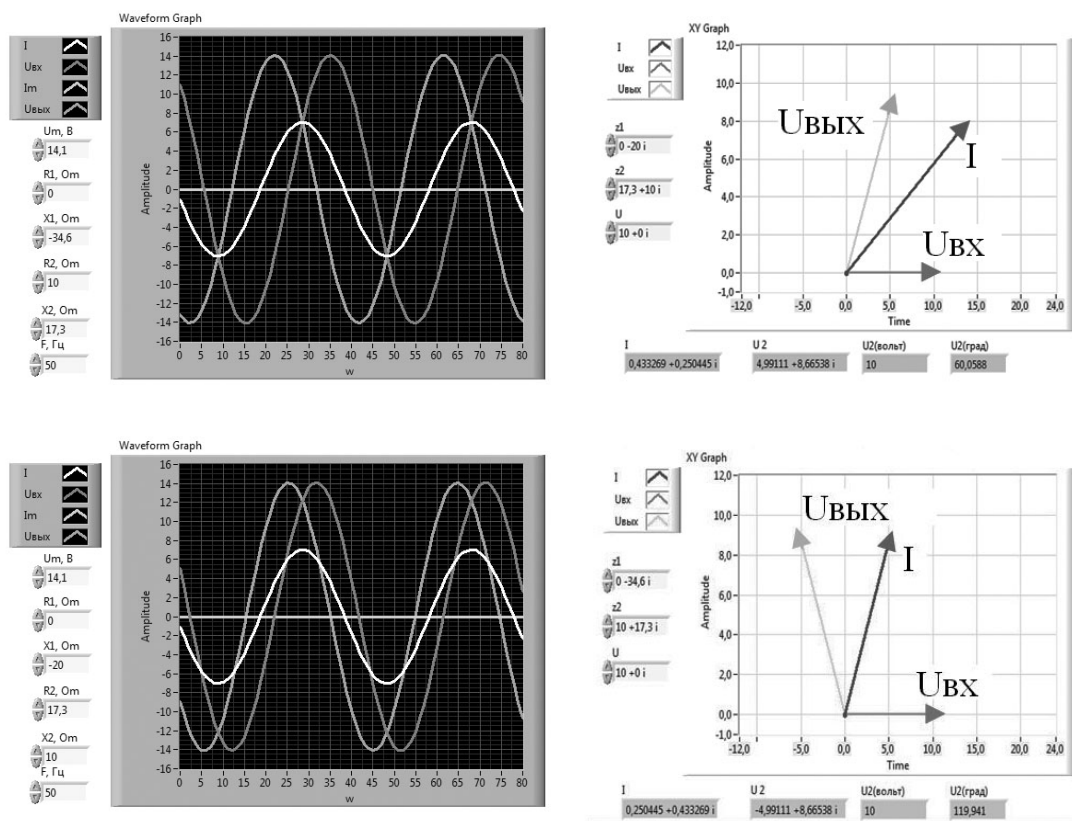 Waveform Graph
I
Uвх
Im
Uвых
Um, В
14,1
R1, Om
0
X1, Om
-34,6
R2, Om
10
X2, Om
17,3
F, Гц
50
Amplitude
16
14
12
10
8
6
4
2
0
-2
-4
-6
-8
-10
-12
-14
-16
0 5 10 15 20 25 30 35 40 45 50 55 60 65 70 75 80
w
XY Graph
I
Uвх
Uвых
z1
0 -20 i
z2
17,3 +10 i
U
10 +0 i
Amplitude
12,0
10,0
8,0
6,0
4,0
2,0
0,0
-1,0
-12,0 0,0 5,0 10,0 15,0 20,0 24,0
Time
Uвых
I
Uвх
I U 2 U2(вольт) U2(град)
0,433269 +0,250445 i 4,99111 +8,66538 i 10 60,0588
Waveform Graph
I
Uвх
Im
Uвых
Um, В
14,1
R1, Om
0
X1, Om
-20
R2, Om
17,3
X2, Om
10
F, Гц
50
Amplitude
16
14
12
10
8
6
4
2
0
-2
-4
-6
-8
-10
-12
-14
-16
0 5 10 15 20 25 30 35 40 45 50 55 60 65 70 75 80
w
XY Graph
I
Uвх
Uвых
z1
0 -34,6 i
z2
10 +17,3 i
U
10 +0 i
Amplitude
12,0
10,0
8,0
6,0
4,0
2,0
0,0
-1,0
-12,0 -5,0 0,0 5,0 10,0 15,0 20,0 24,0
Time
Uвых
I
Uвх
I U 2 U2(вольт) U2(град)
0,250445 +0,433269 i -4,99111 +8,66538 i 10 119,941